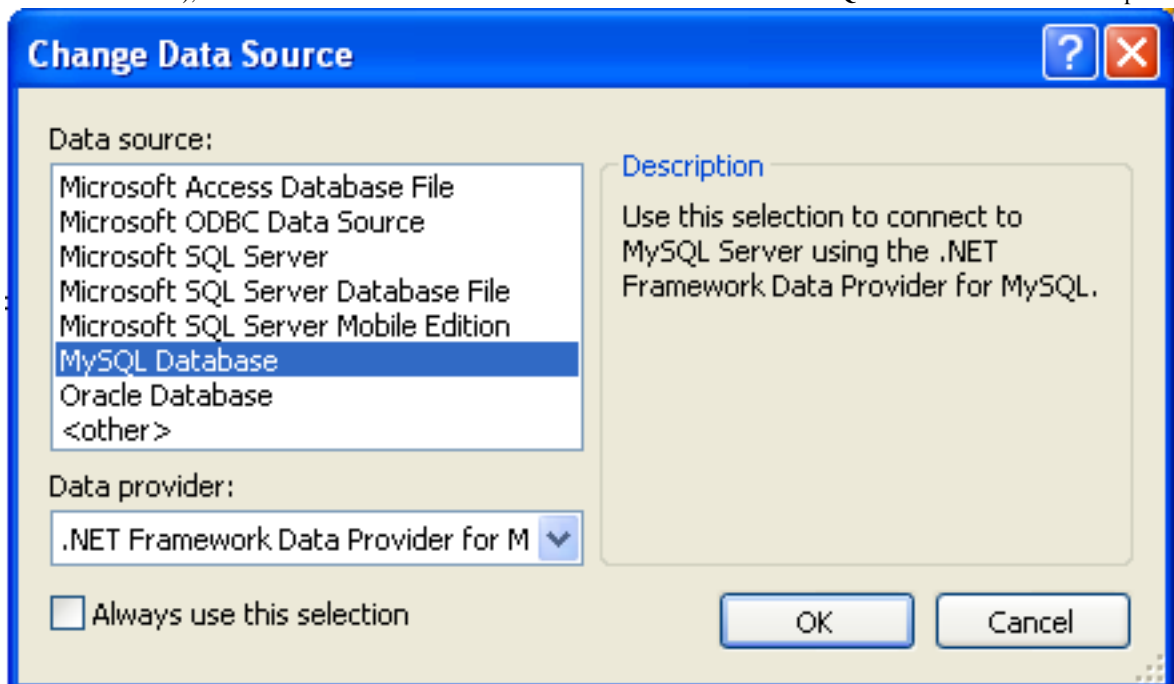 Change Data Source
Data source:
Microsoft Access Database File
Microsoft ODBC Data Source
Microsoft SQL Server
Microsoft SQL Server Database File
Microsoft SQL Server Mobile Edition
MySQL Database
Oracle Database
<other>
Data provider:
.NET Framework Data Provider for M
Always use this selection
Description
Use this selection to connect to
MySQL Server using the .NET
Framework Data Provider for MySQL.
OK
Cancel